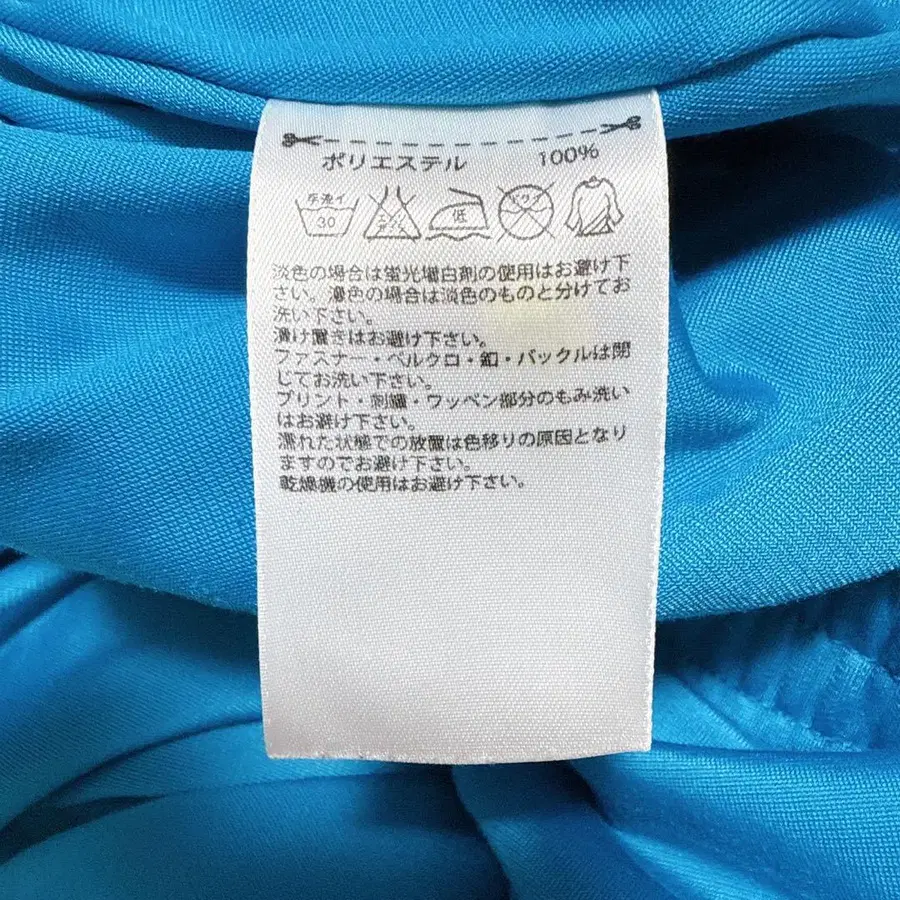 ポリエステル 100%
手洗イ 30 エンソ サラシ 低 ドライ
淡色の場合は蛍光増白剤の使用はお避け下
さい。濃色の場合は淡色のものと分けてお
洗い下さい。
漬け置きはお避け下さい。
ファスナー・ベルクロ・釦・バックルは閉
じてお洗い下さい。
プリント・刺繍・ワッペン部分のもみ洗い
はお避け下さい。
濡れた状態での放置は色移りの原因となり
ますのでお避け下さい。
乾燥機の使用はお避け下さい。